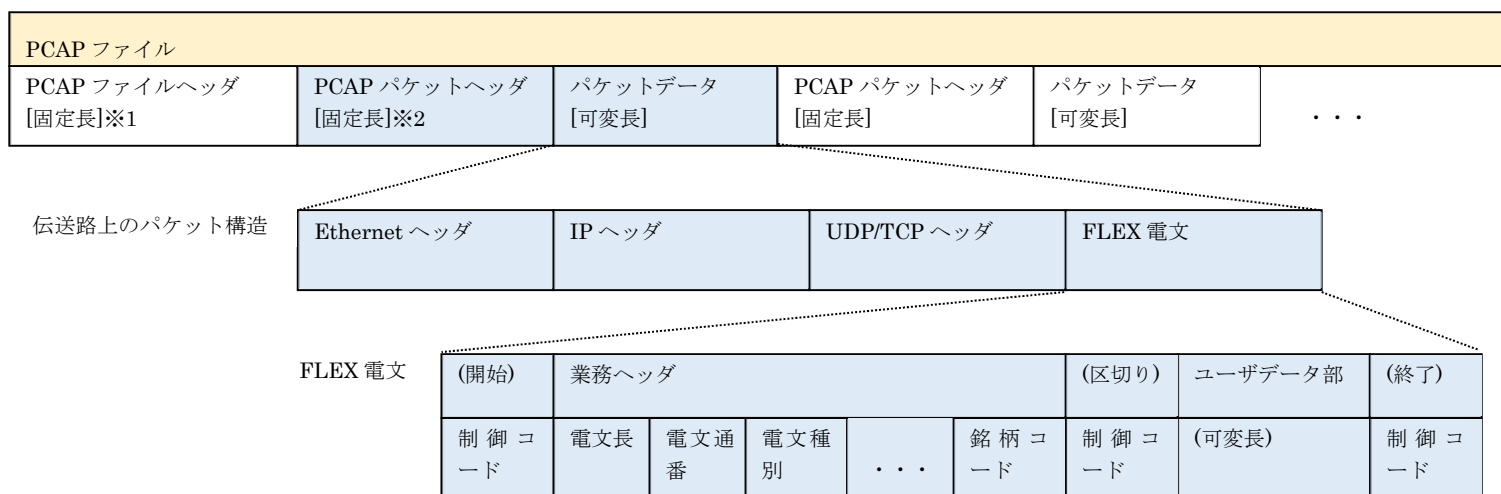 PCAP ファイル
PCAP ファイルヘッダ
[固定長]※1
PCAP パケットヘッダ
[固定長]※2
パケットデータ
[可変長]
PCAP パケットヘッダ
[固定長]
パケットデータ
[可変長]
・・・
伝送路上のパケット構造
Ethernet ヘッダ
IP ヘッダ
UDP/TCP ヘッダ
FLEX 電文
FLEX 電文
(開始)
業務ヘッダ
(区切り)
ユーザデータ部
(終了)
制御コ
ード
電文長
電文通
番
電文種
別
・・・
銘柄コ
ード
制御コ
ード
(可変長)
制御コ
ード